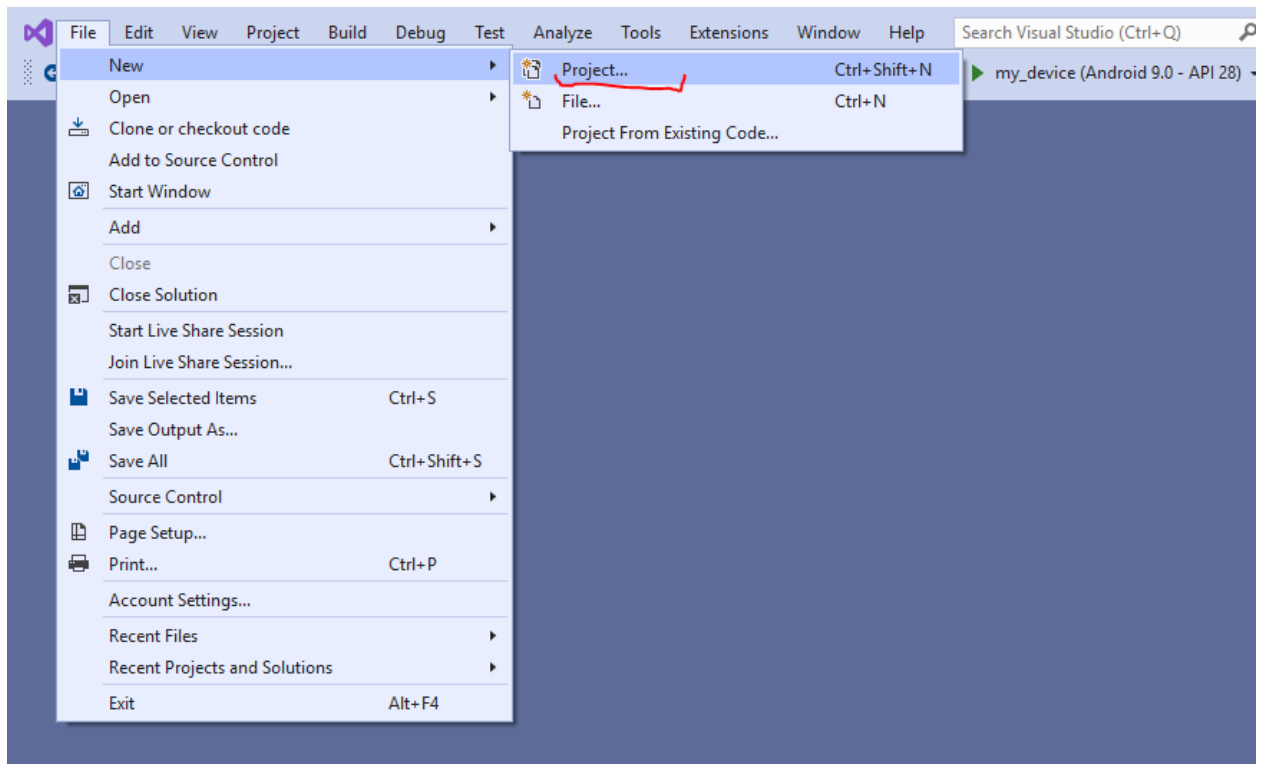 File Edit View Project Build Debug Test Analyze Tools Extensions Window Help Search Visual Studio (Ctrl+Q)
my_device (Android 9.0 - API 28)
New
Project... Ctrl+Shift+N
File... Ctrl+N
Project From Existing Code...
Open
Clone or checkout code
Add to Source Control
Start Window
Add
Close
Close Solution
Start Live Share Session
Join Live Share Session...
Save Selected Items Ctrl+S
Save Output As...
Save All Ctrl+Shift+S
Source Control
Page Setup...
Print... Ctrl+P
Account Settings...
Recent Files
Recent Projects and Solutions
Exit Alt+F4